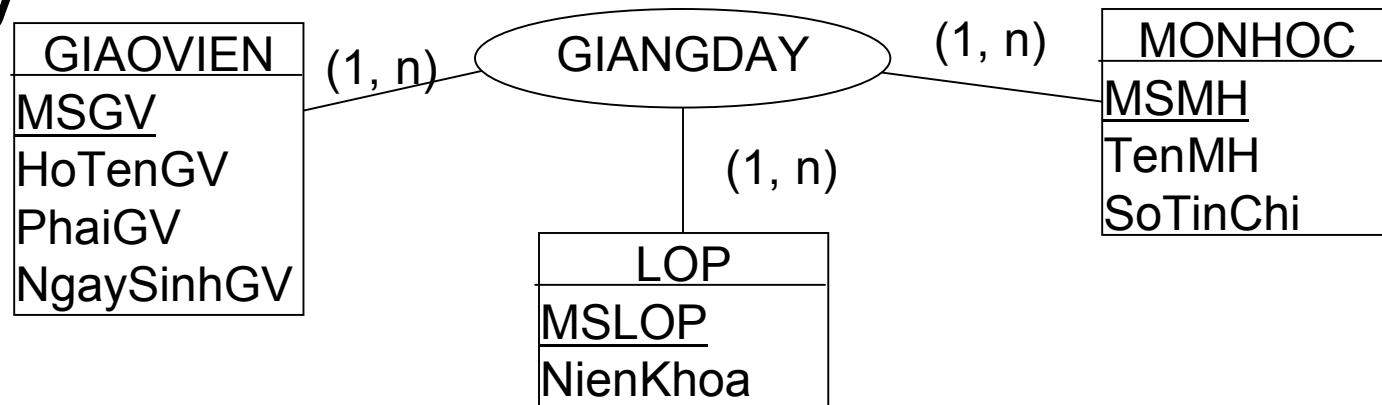 GIAOVIEN
MSGV
HoTenGV
PhaiGV
NgaySinhGV
(1, n)
GIANGDAY
(1, n)
MONHOC
MSMH
TenMH
SoTinChi
(1, n)
LOP
MSLOP
NienKhoa